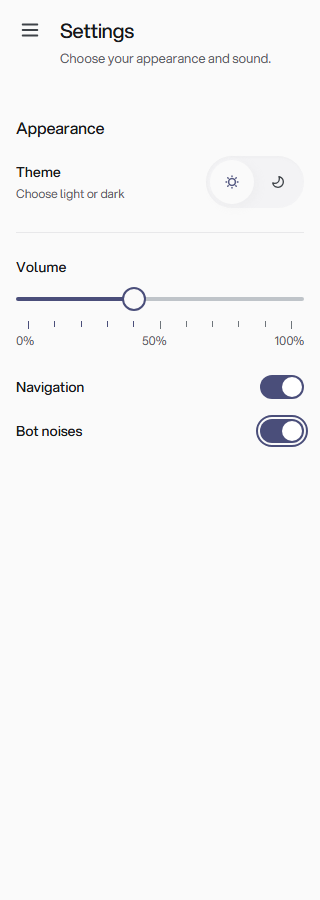 Settings
Choose your appearance and sound.
Appearance
Theme
Choose light or dark
Volume
0% 50% 100%
Navigation
Bot noises